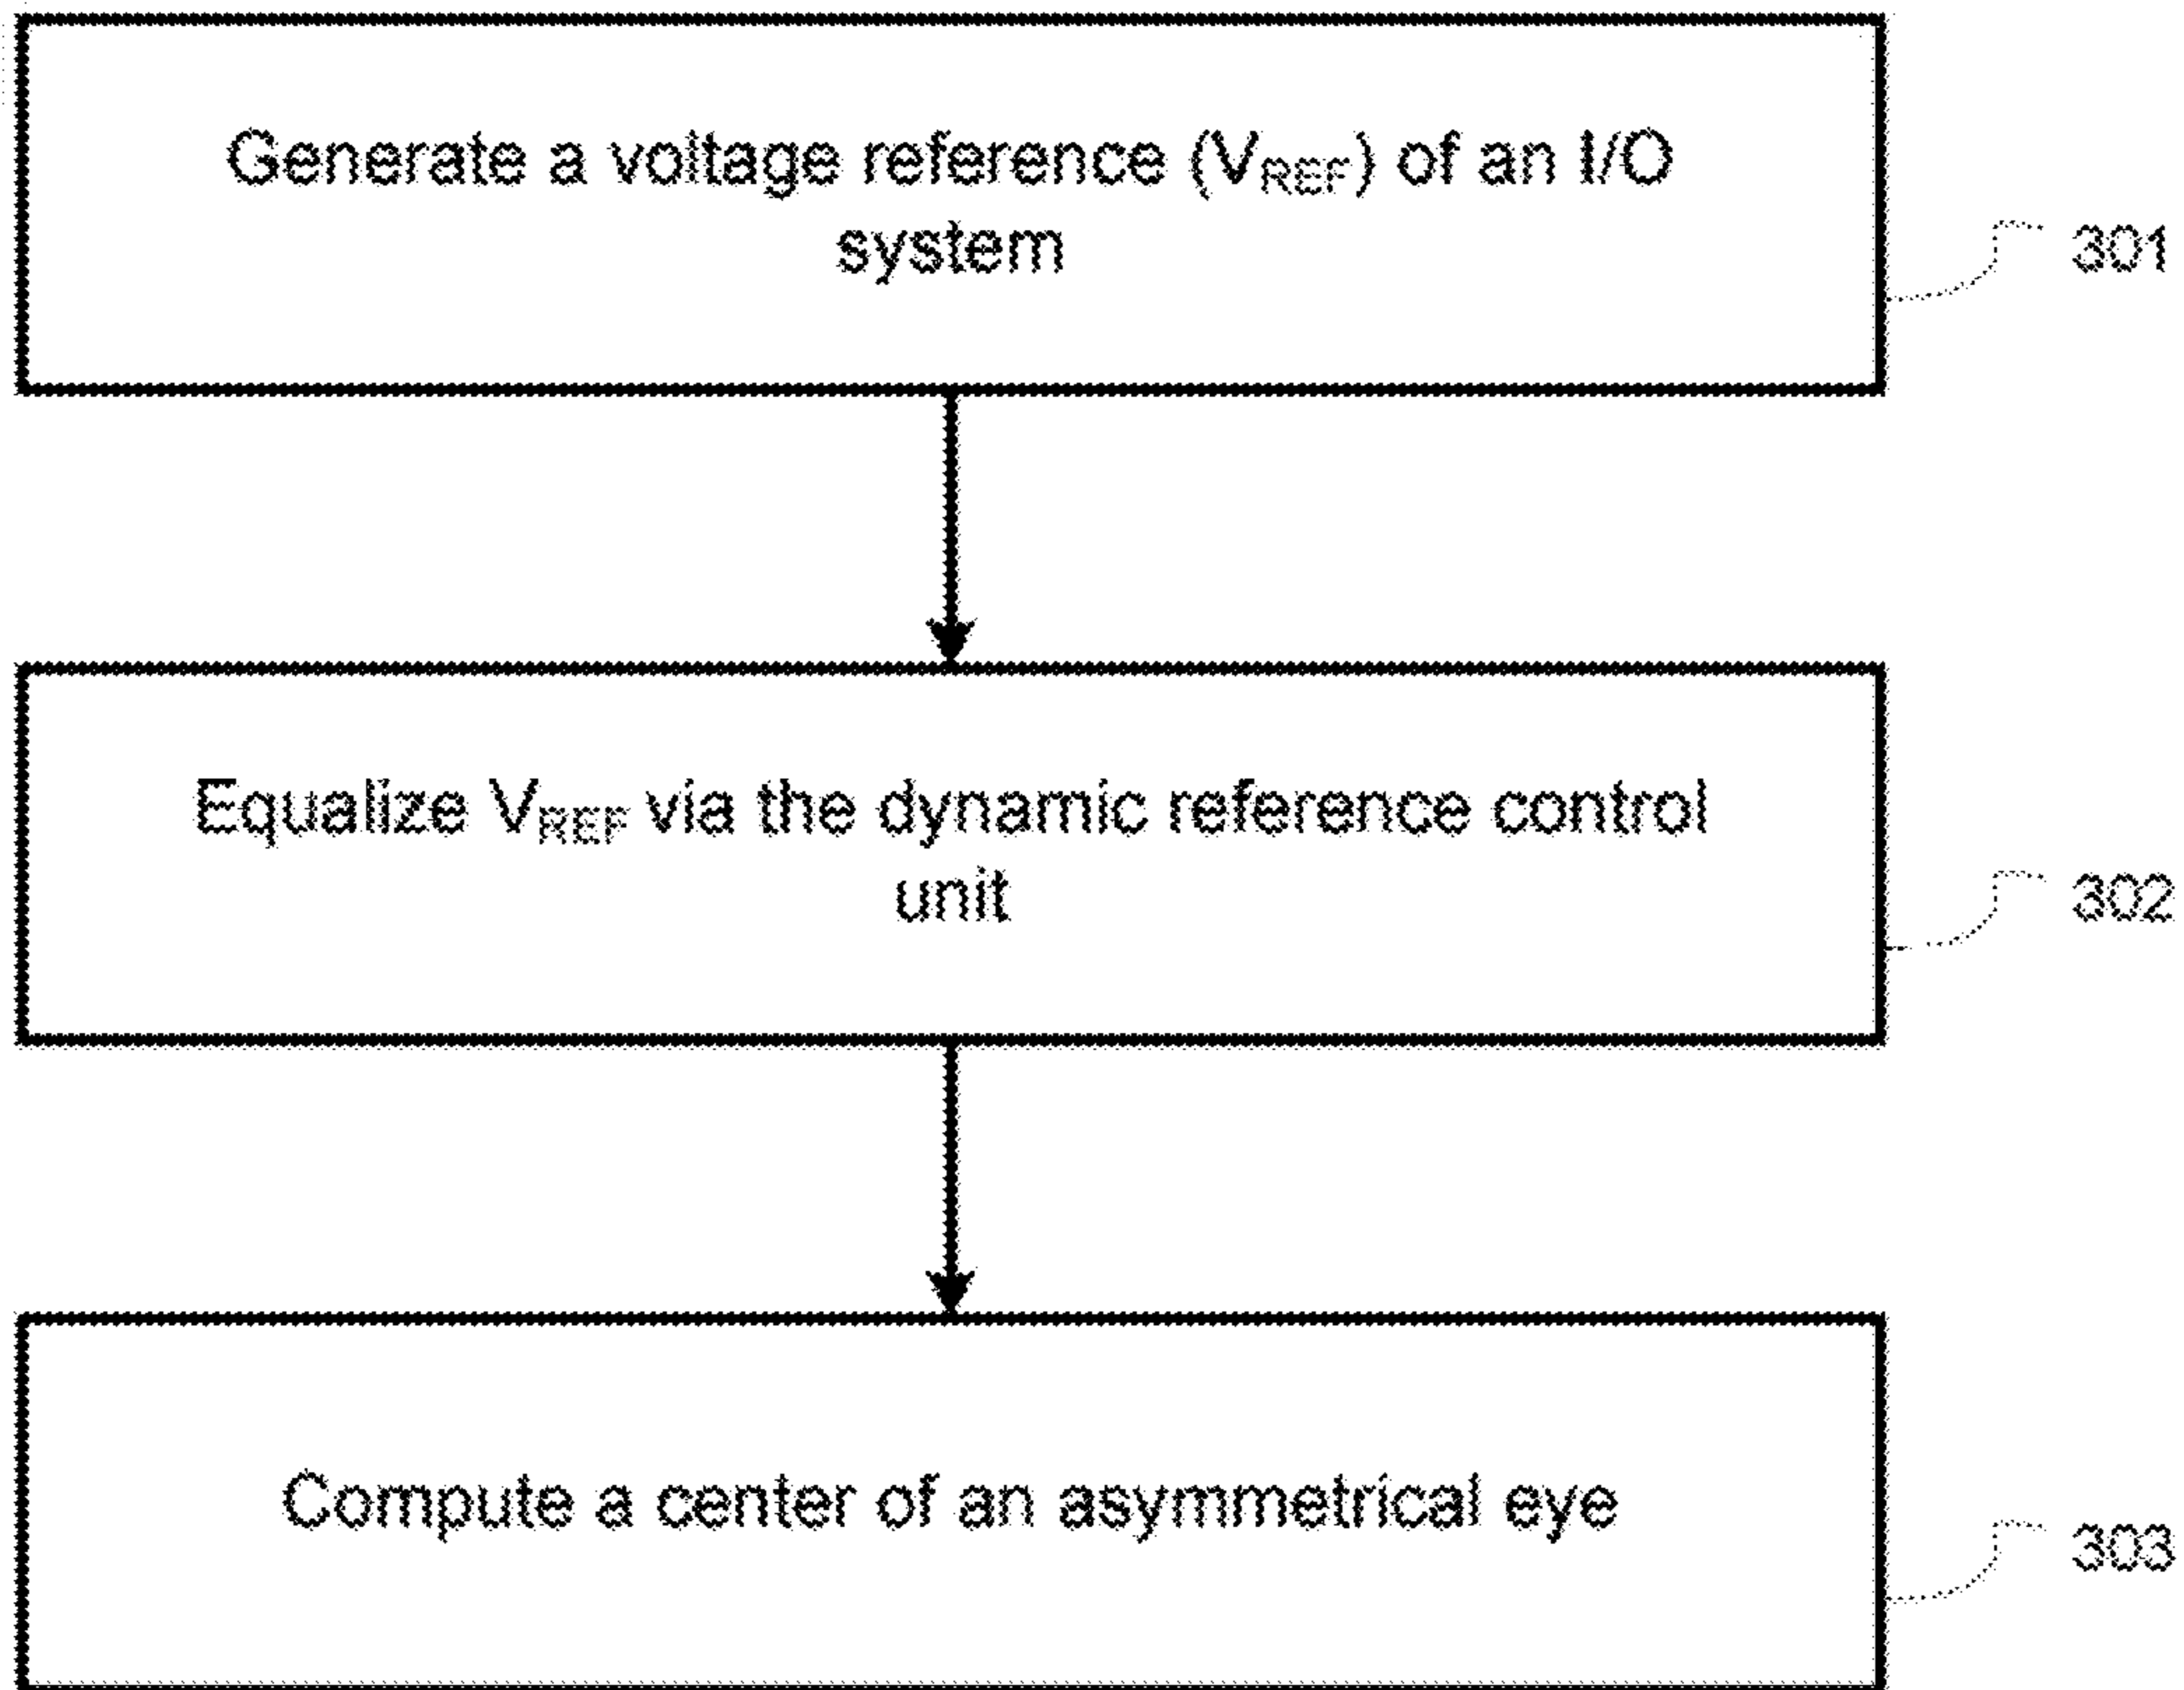 Generate a voltage reference (VREF) of an I/O
system
301
Equalize VREF via the dynamic reference control
unit
302
Compute a center of an asymmetrical eye
303